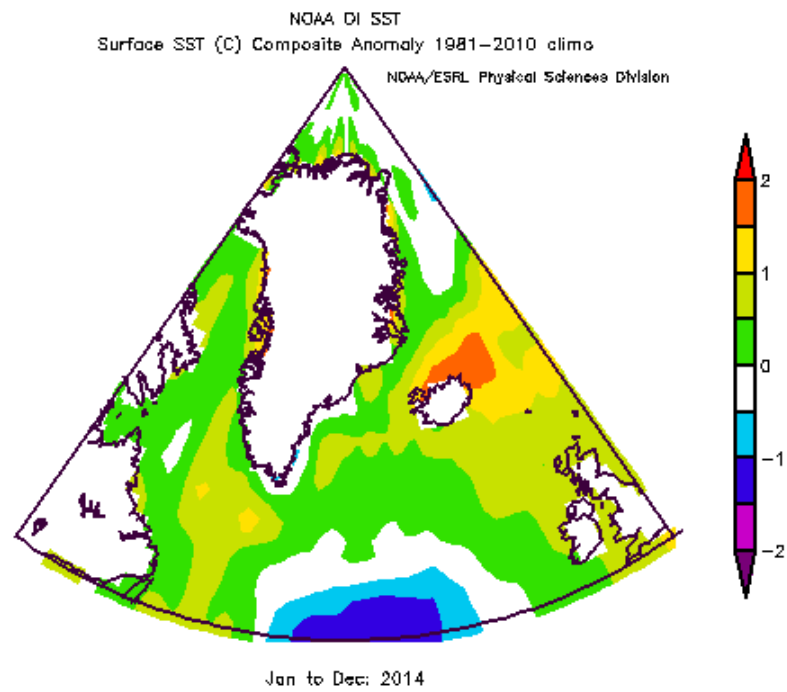 NOAA OI SST
Surface SST (C) Composite Anomaly 1981-2010 climo
NOAA/ESRL Physical Sciences Division
2
1
0
-1
-2
Jan to Dec: 2014